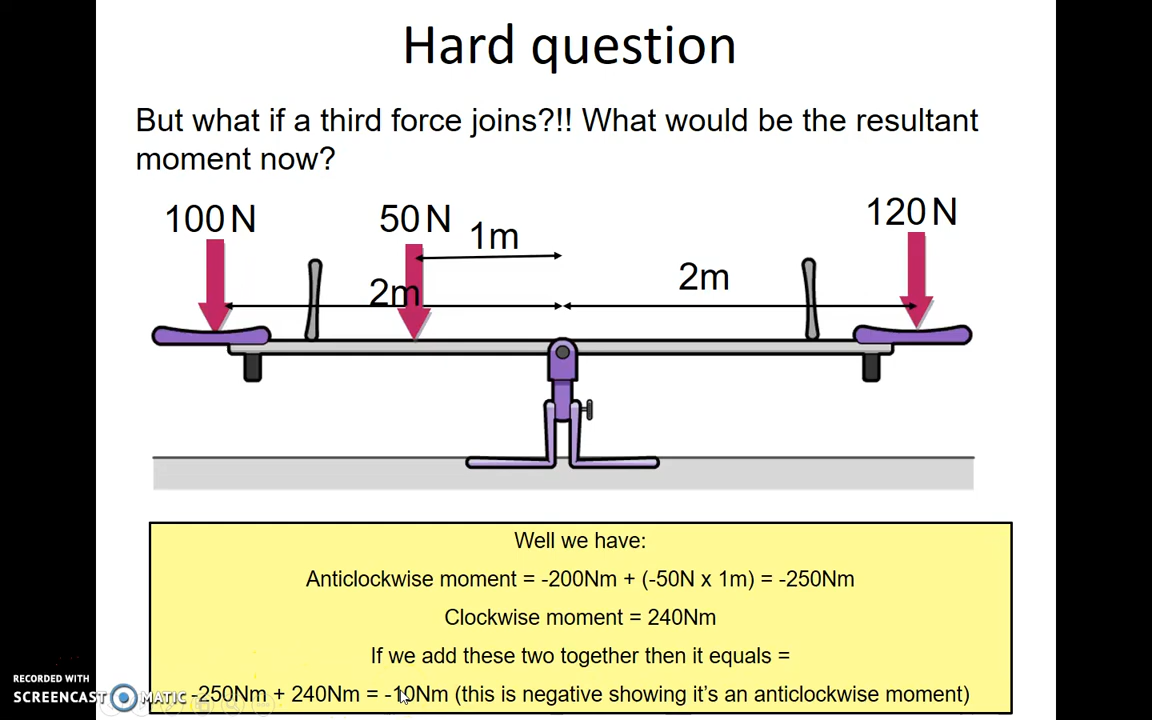 Hard question
But what if a third force joins?!! What would be the resultant
moment now?
100N 50N 120N
1m
2m 2m
Well we have:
Anticlockwise moment = -200Nm + (-50N x 1m) = -250Nm
Clockwise moment = 240Nm
If we add these two together then it equals =
-250Nm + 240Nm = -10Nm (this is negative showing it's an anticlockwise moment)
RECORDED WITH
SCREENCAST MATIC